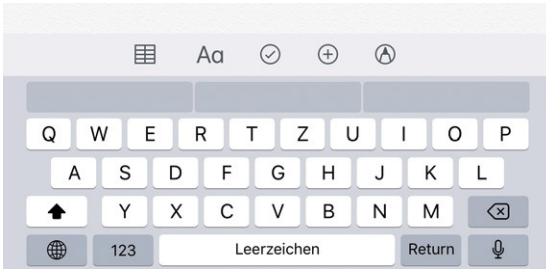 Aa
Q W E R T Z U I O P
A S D F G H J K L
Y X C V B N M
123 Leerzeichen Return